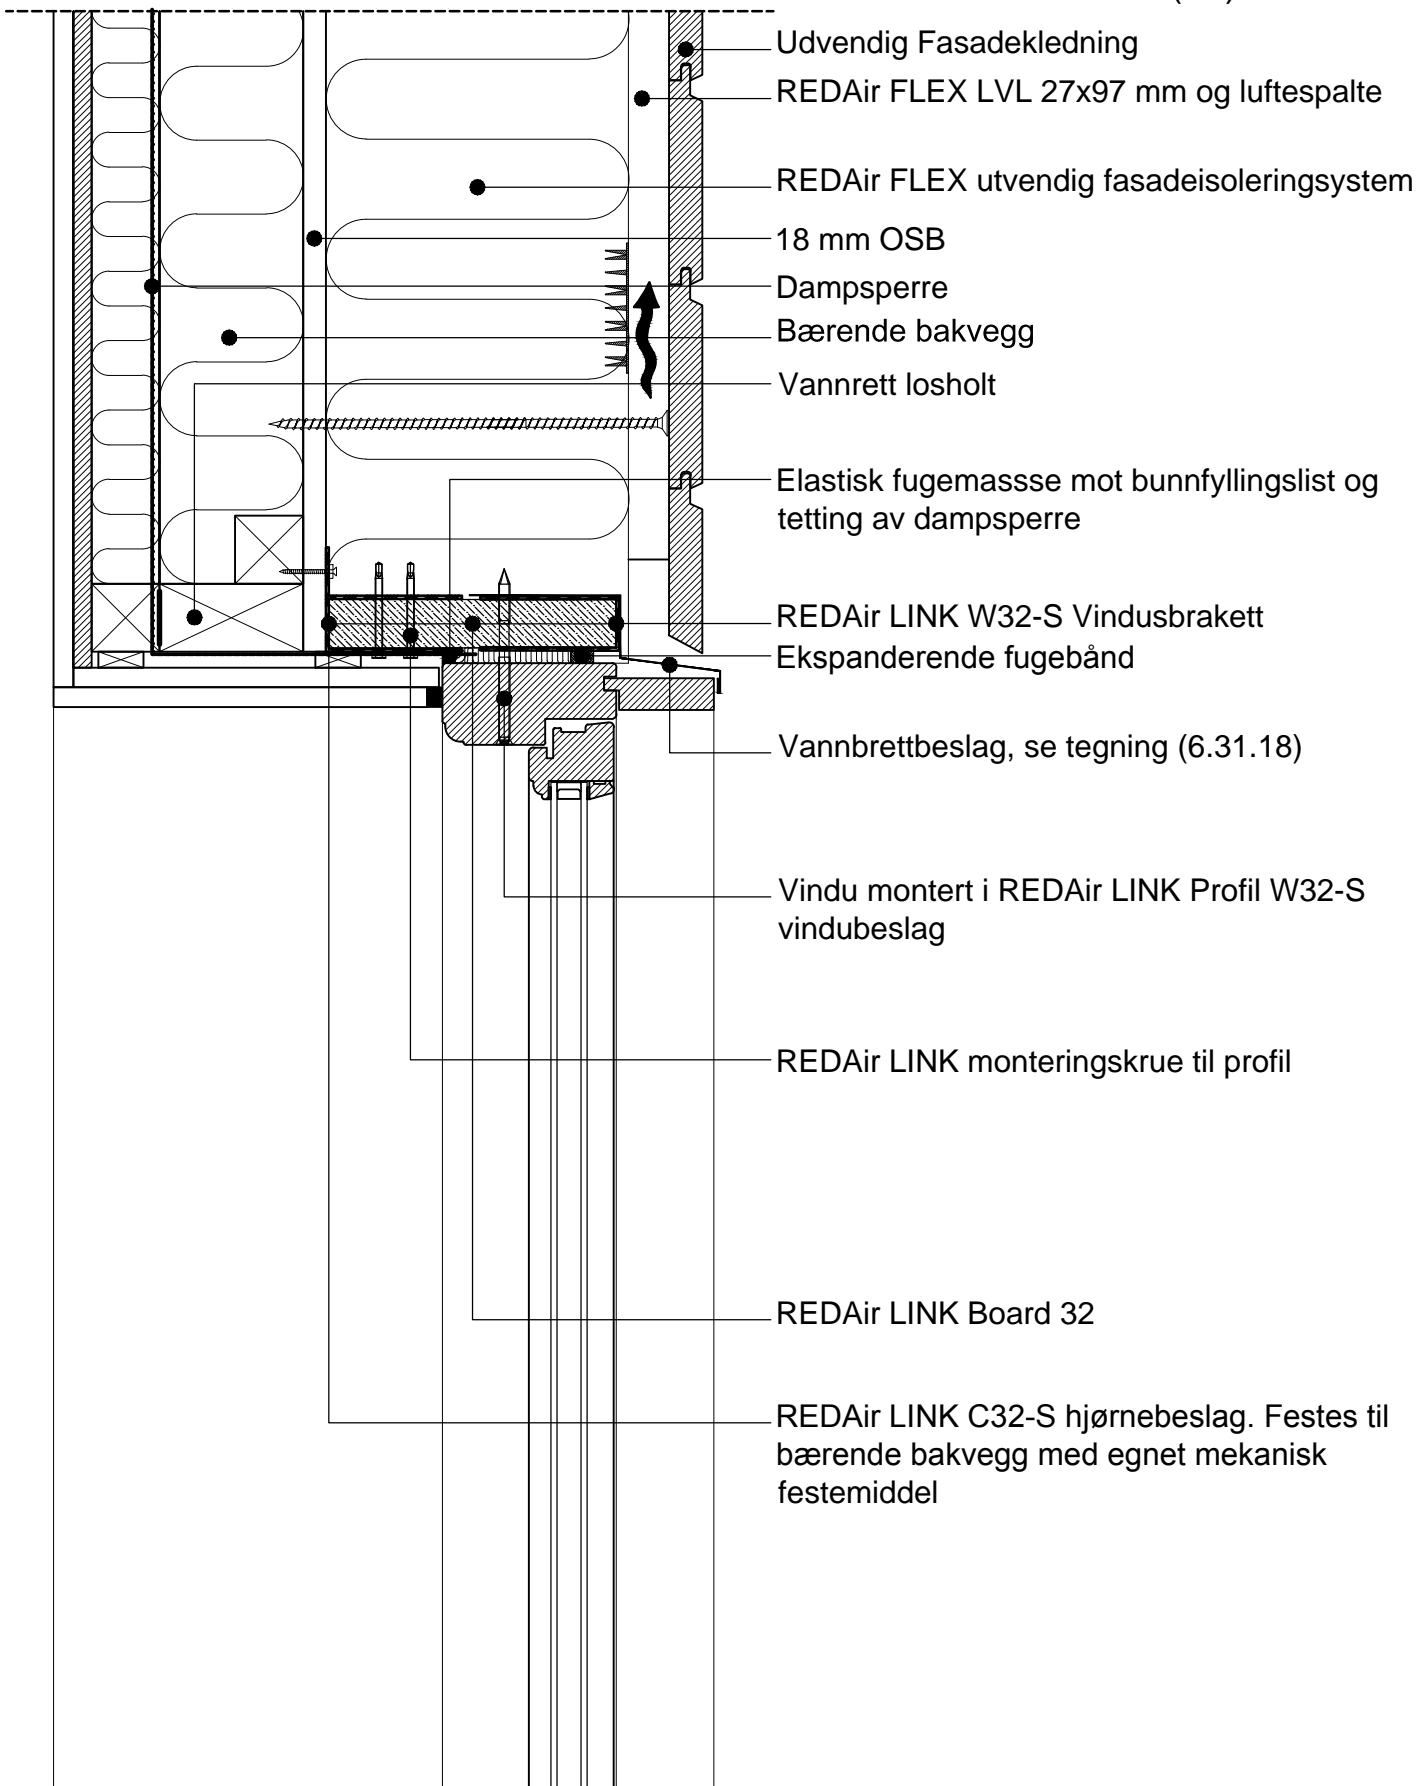 Udvendig Fasadekledning
REDAir FLEX LVL 27x97 mm og luftespalte
REDAir FLEX utvendig fasadeisoleringsystem
18 mm OSB
Dampsperre
Bærende bakvegg
Vannrett losholt
Elastisk fugemassse mot bunnfyllingslist og
tetting av dampsperre
REDAir LINK W32-S Vindusbrakett
Ekspanderende fugebånd
Vannbrettbeslag, se tegning (6.31.18)
Vindu montert i REDAir LINK Profil W32-S
vindubeslag
REDAir LINK monteringskrue til profil
REDAir LINK Board 32
REDAir LINK C32-S hjørnebeslag. Festes til
bærende bakvegg med egnet mekanisk
festemiddel